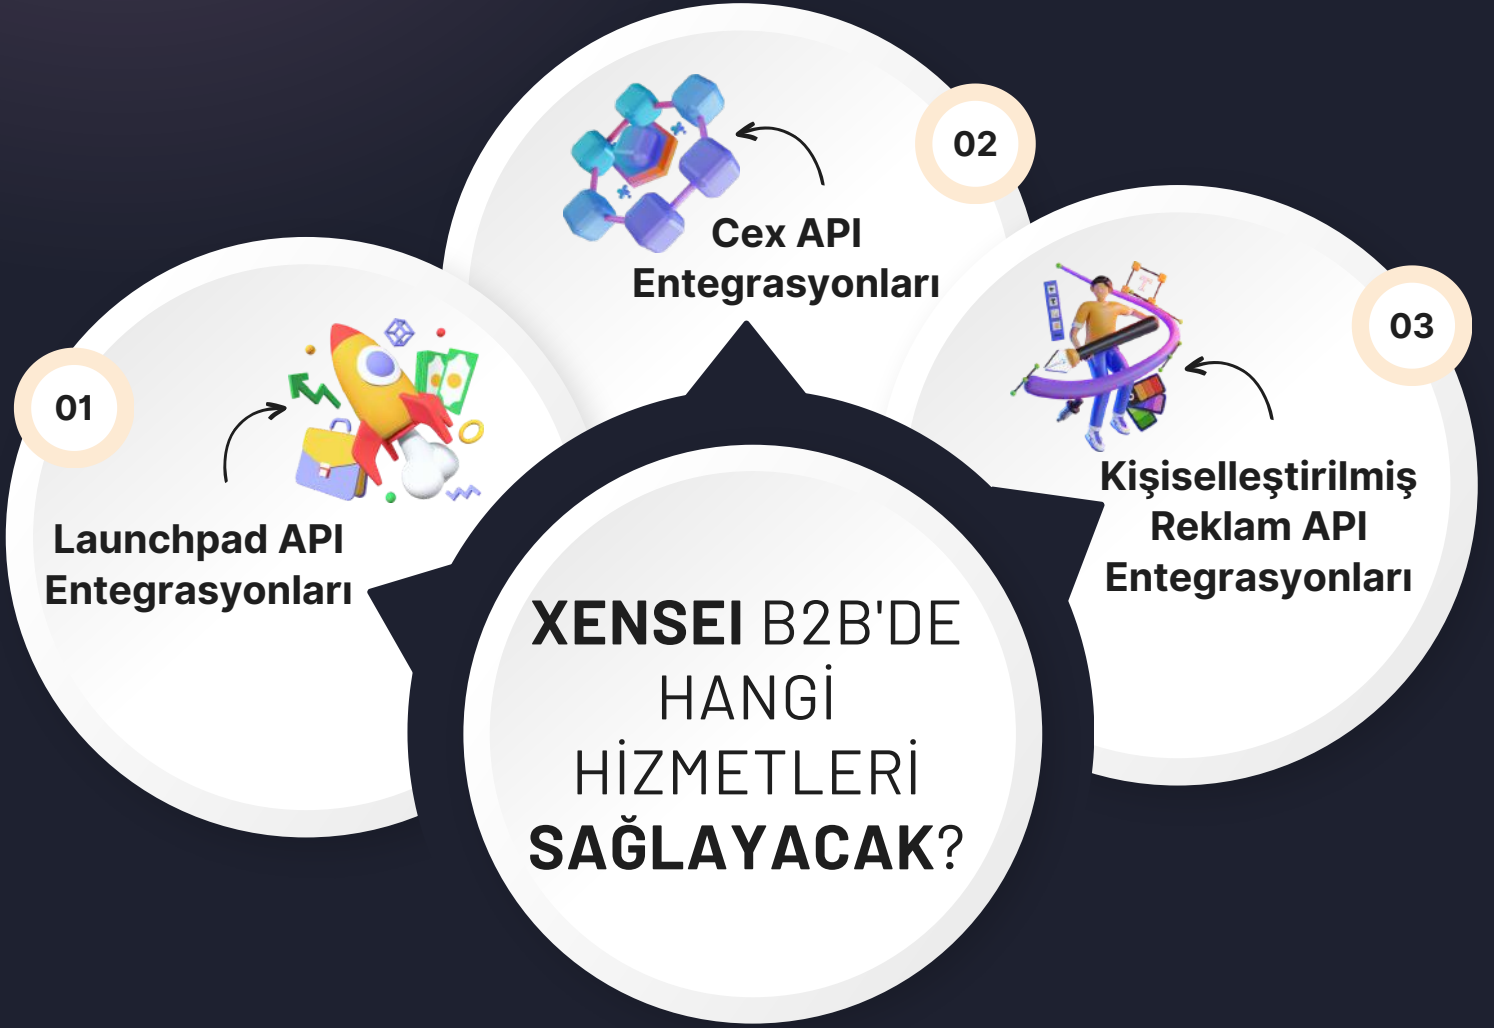 02
Cex API
Entegrasyonları
03
Kişiselleştirilmiş
Reklam API
Entegrasyonları
01
Launchpad API
Entegrasyonları
XENSEI B2B'DE
HANGİ
HİZMETLERİ
SAĞLAYACAK?